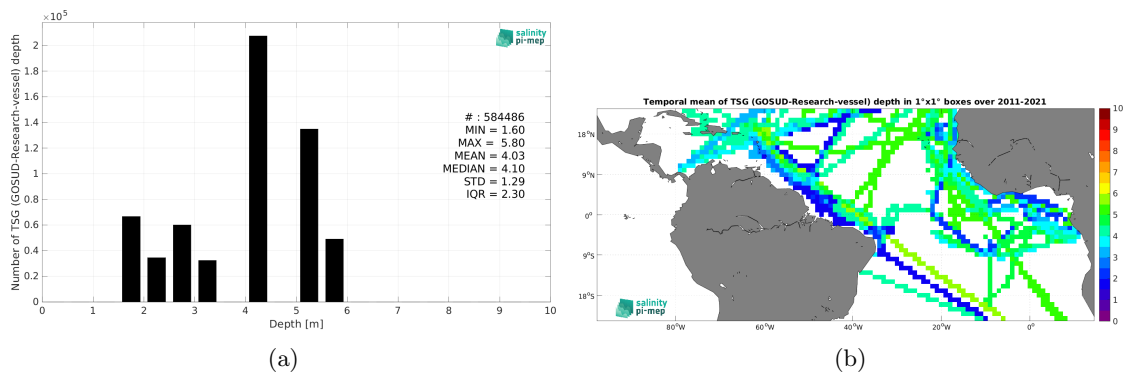 ×10⁵
2
1.8
1.6
1.4
1.2
1
0.8
0.6
0.4
0.2
0
Number of TSG (GOSUD-Research-vessel) depth
salinity
pi-mep
# : 584486
MIN = 1.60
MAX = 5.80
MEAN = 4.03
MEDIAN = 4.10
STD = 1.29
IQR = 2.30
0 1 2 3 4 5 6 7 8 9 10
Depth [m]
(a)
Temporal mean of TSG (GOSUD-Research-vessel) depth in 1°x1° boxes over 2011-2021
18°N
9°N
0°
9°S
18°S
80°W 60°W 40°W 20°W 0°
salinity
pi-mep
10
9
8
7
6
5
4
3
2
1
0
(b)